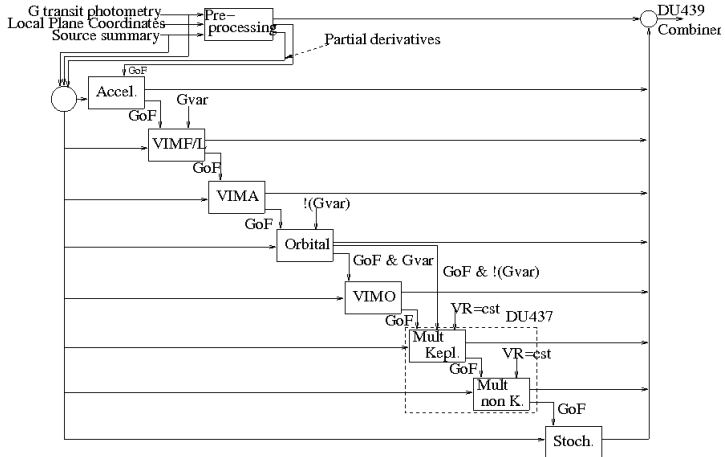 G transit photometry
Local Plane Coordinates
Source summary
Pre-
processing
DU439
Combiner
Partial derivatives
GoF
Accel.
GoF
Gvar
VIMF/L
GoF
VIMA
GoF
!(Gvar)
Orbital
GoF & Gvar
GoF & !(Gvar)
VIMO
GoF
VR=cst
DU437
Mult
Kepl.
GoF
VR=cst
Mult
non K.
GoF
Stoch.